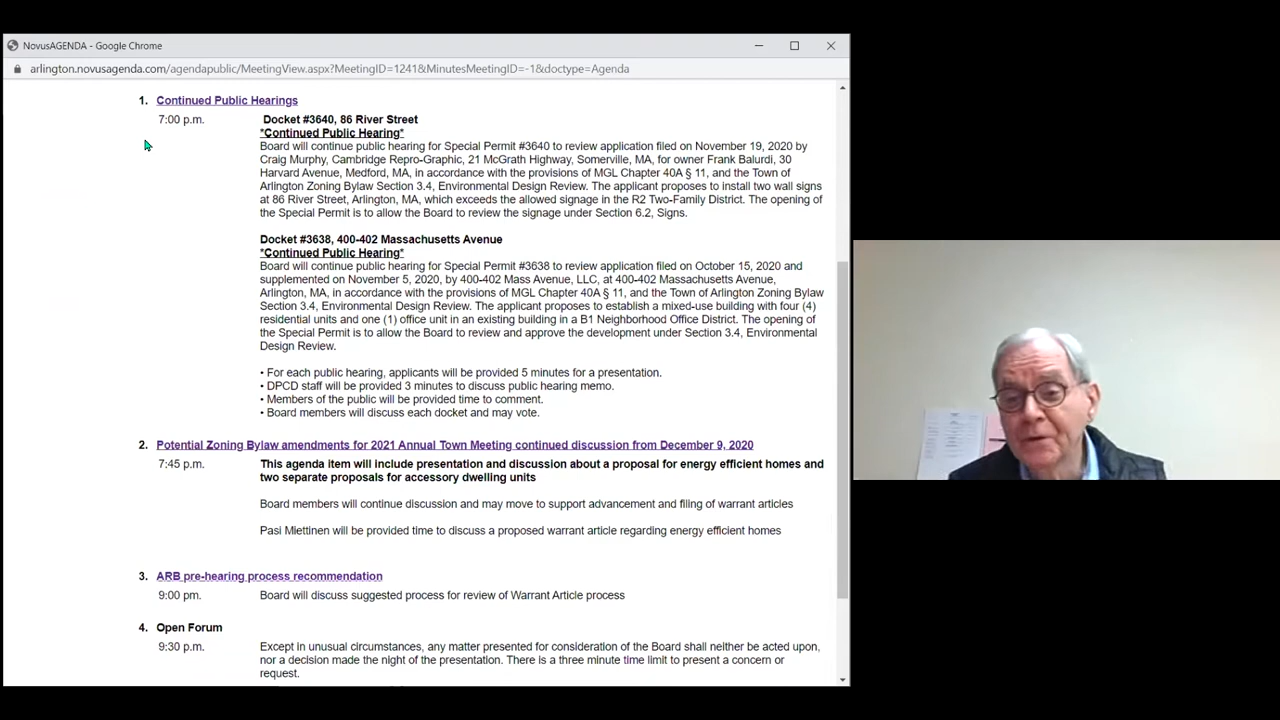 NovusAGENDA - Google Chrome
arlington.novusagenda.com/agendapublic/MeetingView.aspx?MeetingID=1241&MinutesMeetingID=-1&doctype=Agenda
1. Continued Public Hearings
7:00 p.m. Docket #3640, 86 River Street
*Continued Public Hearing*
Board will continue public hearing for Special Permit #3640 to review application filed on November 19, 2020 by
Craig Murphy, Cambridge Repro-Graphic, 21 McGrath Highway, Somerville, MA, for owner Frank Balurdi, 30
Harvard Avenue, Medford, MA, in accordance with the provisions of MGL Chapter 40A § 11, and the Town of
Arlington Zoning Bylaw Section 3.4, Environmental Design Review. The applicant proposes to install two wall signs
at 86 River Street, Arlington, MA, which exceeds the allowed signage in the R2 Two-Family District. The opening of
the Special Permit is to allow the Board to review the signage under Section 6.2, Signs.
Docket #3638, 400-402 Massachusetts Avenue
*Continued Public Hearing*
Board will continue public hearing for Special Permit #3638 to review application filed on October 15, 2020 and
supplemented on November 5, 2020, by 400-402 Mass Avenue, LLC, at 400-402 Massachusetts Avenue,
Arlington, MA, in accordance with the provisions of MGL Chapter 40A § 11, and the Town of Arlington Zoning Bylaw
Section 3.4, Environmental Design Review. The applicant proposes to establish a mixed-use building with four (4)
residential units and one (1) office unit in an existing building in a B1 Neighborhood Office District. The opening of
the Special Permit is to allow the Board to review and approve the development under Section 3.4, Environmental
Design Review.
• For each public hearing, applicants will be provided 5 minutes for a presentation.
• DPCD staff will be provided 3 minutes to discuss public hearing memo.
• Members of the public will be provided time to comment.
• Board members will discuss each docket and may vote.
2. Potential Zoning Bylaw amendments for 2021 Annual Town Meeting continued discussion from December 9, 2020
7:45 p.m. This agenda item will include presentation and discussion about a proposal for energy efficient homes and
two separate proposals for accessory dwelling units
Board members will continue discussion and may move to support advancement and filing of warrant articles
Pasi Miettinen will be provided time to discuss a proposed warrant article regarding energy efficient homes
3. ARB pre-hearing process recommendation
9:00 pm. Board will discuss suggested process for review of Warrant Article process
4. Open Forum
9:30 p.m. Except in unusual circumstances, any matter presented for consideration of the Board shall neither be acted upon,
nor a decision made the night of the presentation. There is a three minute time limit to present a concern or
request.